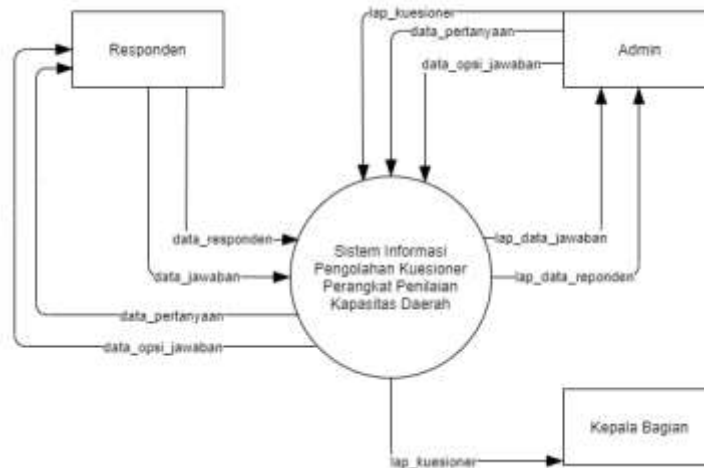 lap_kuesioner
data_pertanyaan
Responden
Admin
data_opsi_jawaban
data_responden
lap_data_jawaban
Sistem Informasi
Pengolahan Kuesioner
Perangkat Penilaian
Kapasitas Daerah
data_jawaban
lap_data_reponden
data_pertanyaan
data_opsi_jawaban
Kepala Bagian
lap_kuesioner